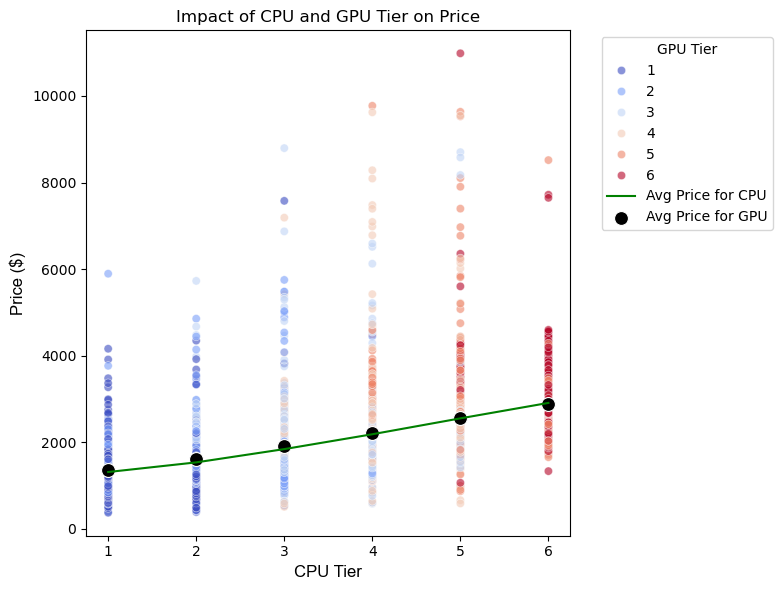 Impact of CPU and GPU Tier on Price
Price ($)
10000
8000
6000
4000
2000
0
1 2 3 4 5 6
CPU Tier
GPU Tier
1
2
3
4
5
6
Avg Price for CPU
Avg Price for GPU